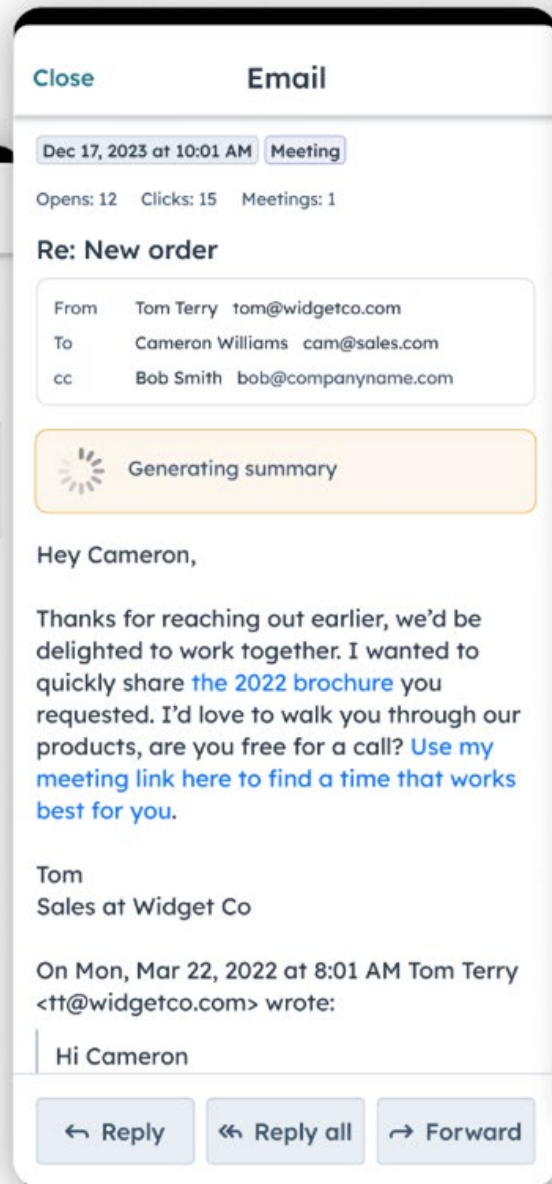 Close Email
Dec 17, 2023 at 10:01 AM Meeting
Opens: 12 Clicks: 15 Meetings: 1
Re: New order
From Tom Terry tom@widgetco.com
To Cameron Williams cam@sales.com
cc Bob Smith bob@companyname.com
Generating summary
Hey Cameron,
Thanks for reaching out earlier, we’d be
delighted to work together. I wanted to
quickly share the 2022 brochure you
requested. I’d love to walk you through our
products, are you free for a call? Use my
meeting link here to find a time that works
best for you.
Tom
Sales at Widget Co
On Mon, Mar 22, 2022 at 8:01 AM Tom Terry
<tt@widgetco.com> wrote:
Hi Cameron
Reply Reply all Forward